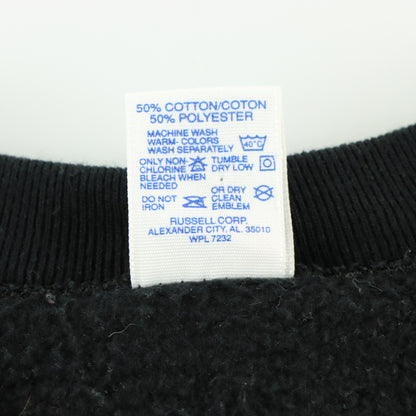 50% COTTON/COTON
50% POLYESTER
MACHINE WASH
WARM- COLORS
WASH SEPARATELY
40°C
ONLY NON-
CHLORINE
BLEACH WHEN
NEEDED
TUMBLE
DRY LOW
DO NOT
IRON
OR DRY
CLEAN
EMBLEM
RUSSELL CORP.
ALEXANDER CITY, AL. 35010
WPL 7232